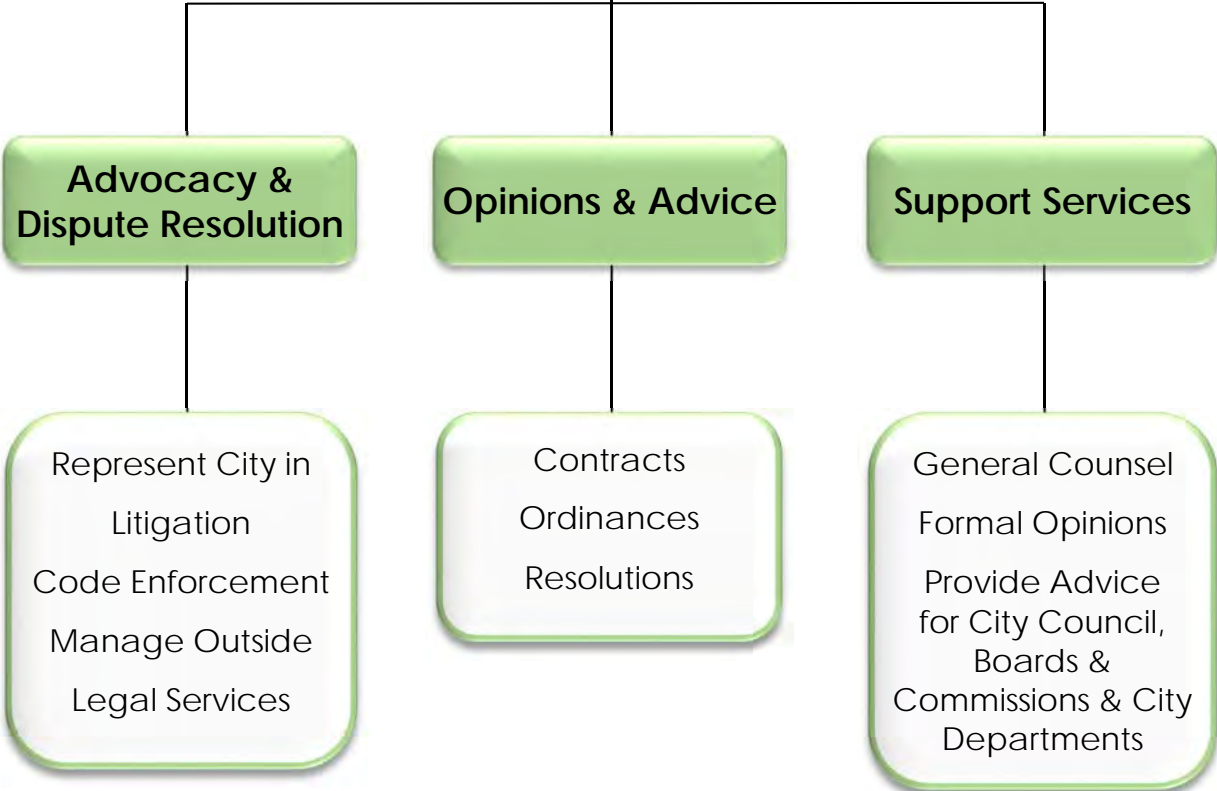 Advocacy &
Dispute Resolution
Opinions & Advice
Support Services
Represent City in
Litigation
Code Enforcement
Manage Outside
Legal Services
Contracts
Ordinances
Resolutions
General Counsel
Formal Opinions
Provide Advice
for City Council,
Boards &
Commissions & City
Departments